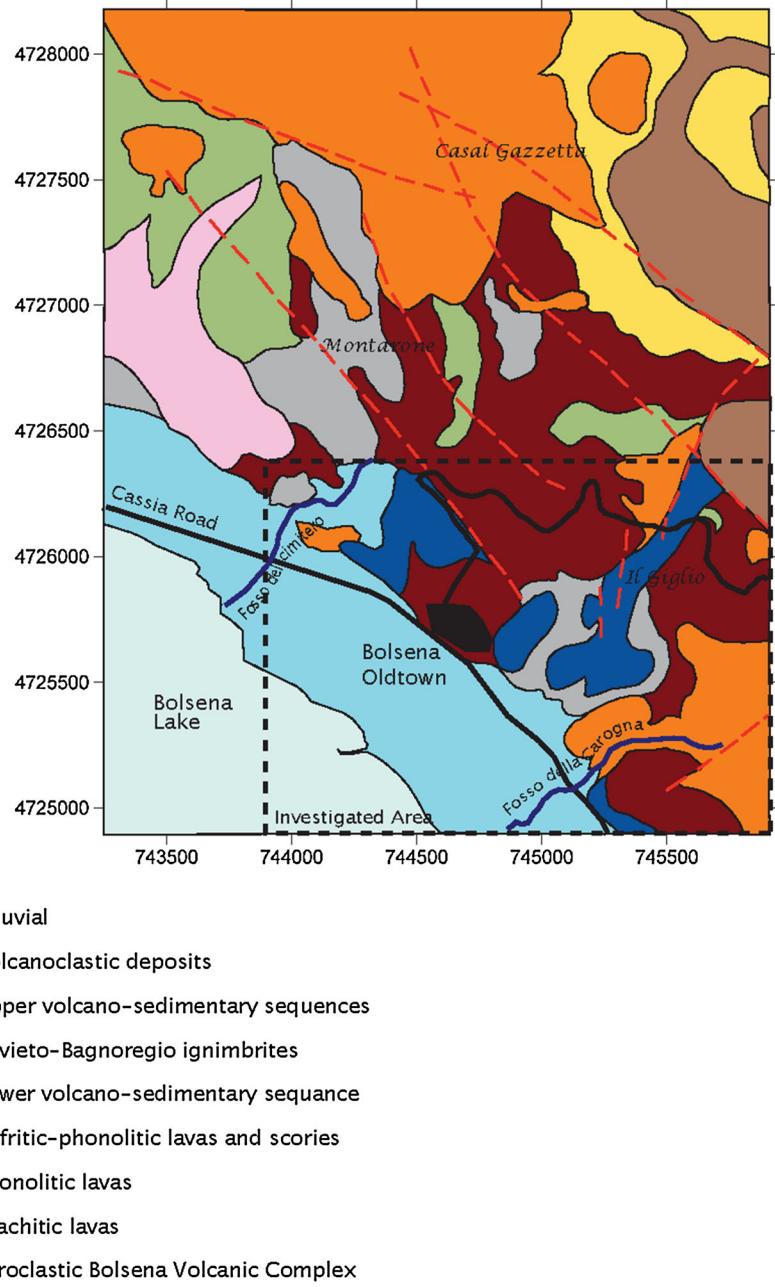 4728000
Casal Gazzetta
4727500
4727000
Montarone
4726500
Cassia Road
4726000
Fosso del cimitero
Il Giglio
Bolsena
Oldtown
4725500
Bolsena
Lake
Fosso della Carogna
4725000
Investigated Area
743500 744000 744500 745000 745500
uvial
lcanoclastic deposits
per volcano-sedimentary sequences
vieto-Bagnoregio ignimbrites
wer volcano-sedimentary sequance
fritic-phonolitic lavas and scories
onolitic lavas
achitic lavas
roclastic Bolsena Volcanic Complex